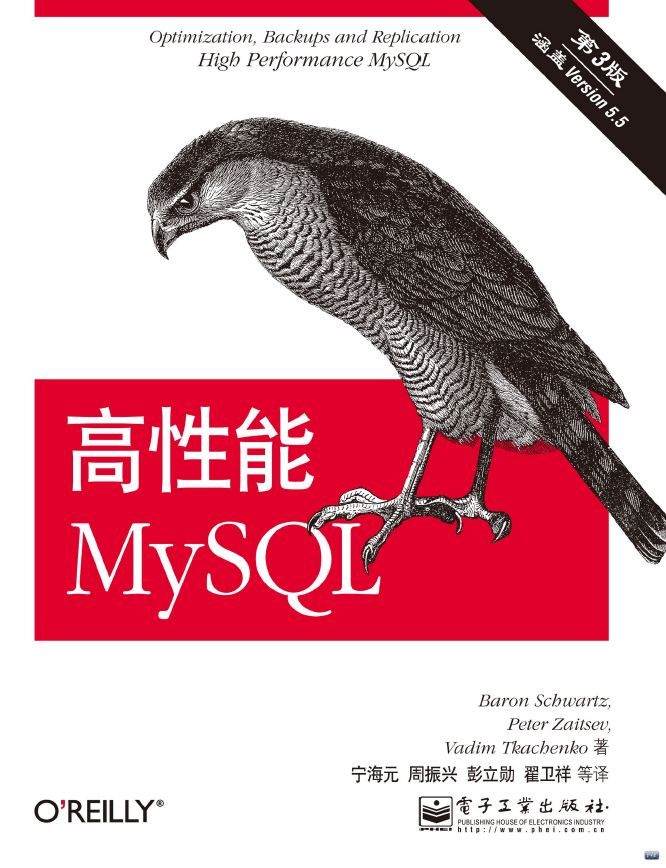 Optimization, Backups and Replication
High Performance MySQL
第3版
涵盖 Version 5.5
高性能
MySQL
Baron Schwartz,
Peter Zaitsev,
Vadim Tkachenko 著
宁海元 周振兴 彭立勋 翟卫祥 等译
O'REILLY®
電子工業出版社·
PUBLISHING HOUSE OF ELECTRONICS INDUSTRY
PHEI
http://www.phei.com.cn